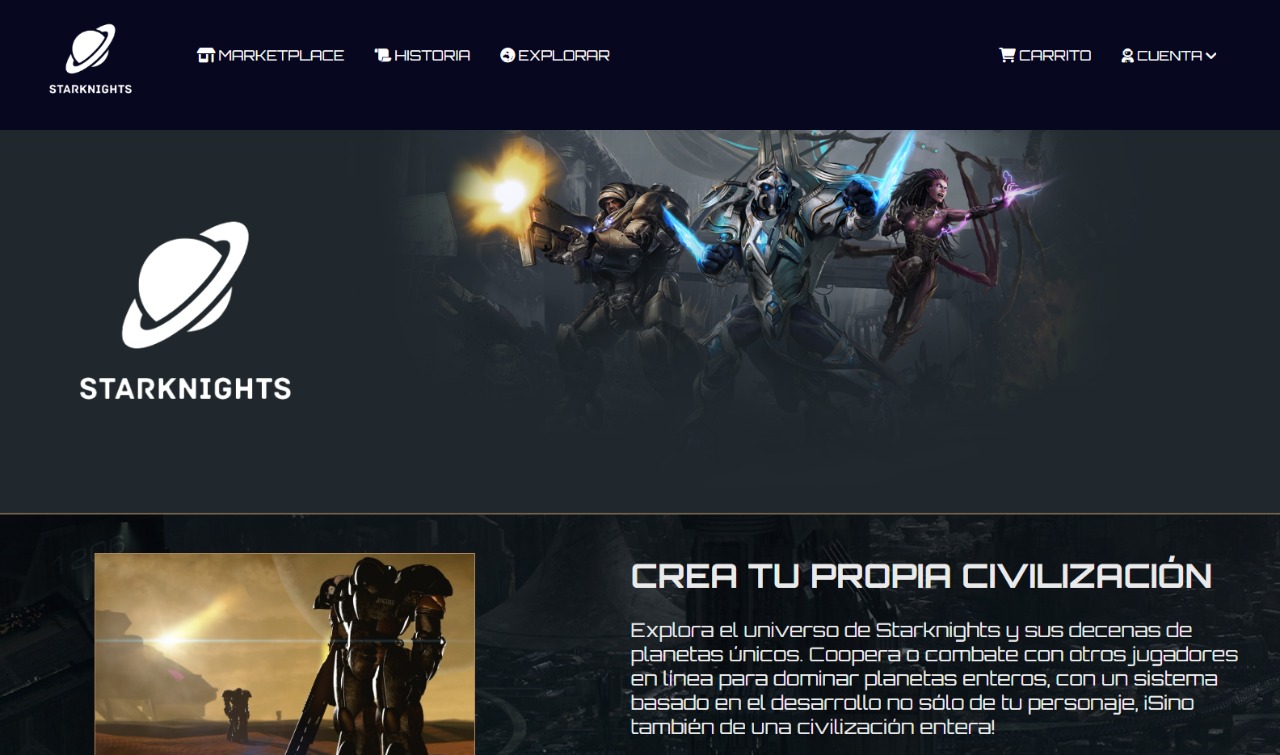 STARKNIGHTS
MARKETPLACE
HISTORIA
EXPLORAR
CARRITO
CUENTA
STARKNIGHTS
CREA TU PROPIA CIVILIZACIÓN
Explora el universo de Starknights y sus decenas de
planetas únicos. Coopera o combate con otros jugadores
en línea para dominar planetas enteros, con un sistema
basado en el desarrollo no sólo de tu personaje, ¡Sino
también de una civilización entera!